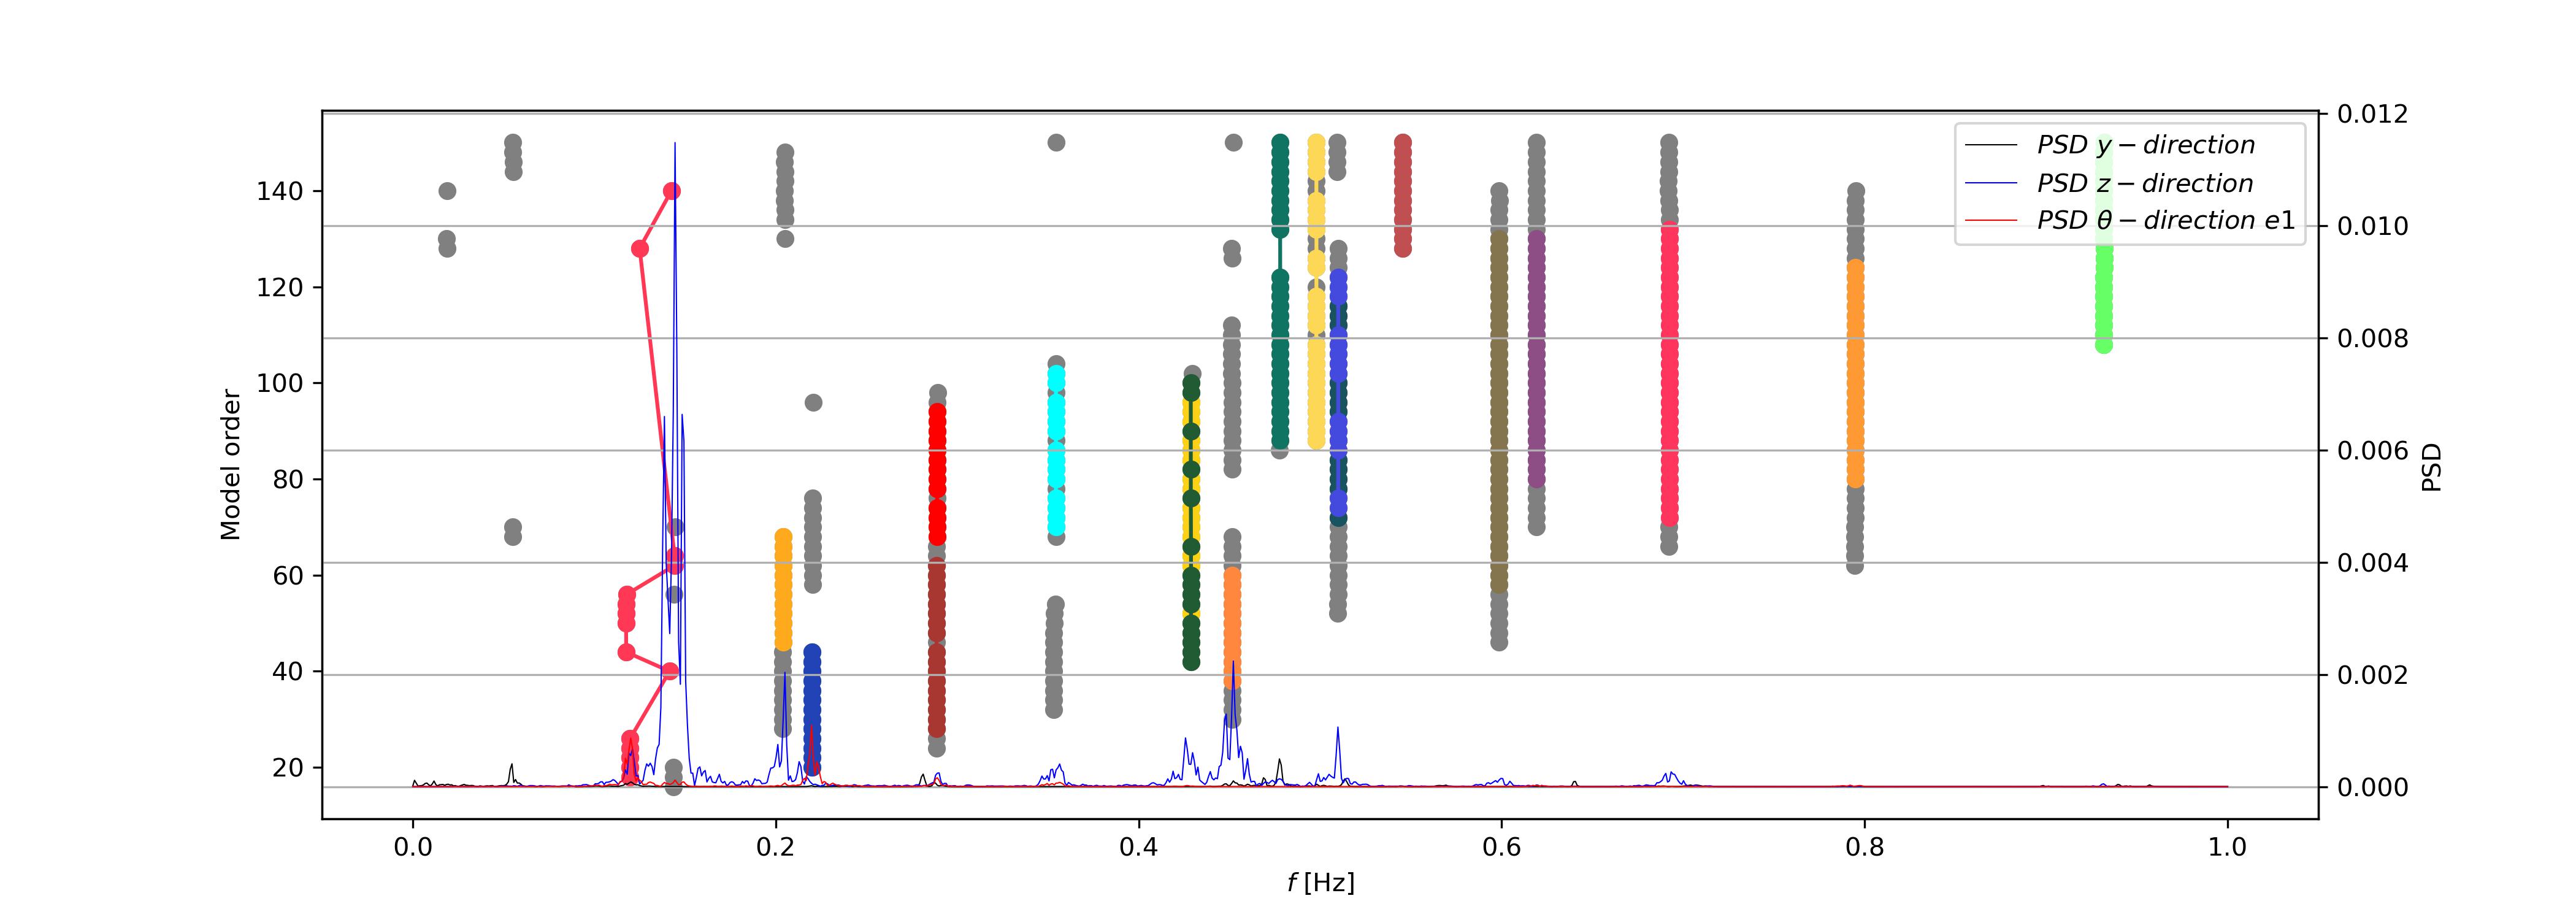 PSD y − direction
PSD z − direction
PSD θ − direction e1
Model order
140
120
100
80
60
40
20
0.012
0.010
0.008
0.006
0.004
0.002
0.000
PSD
0.0 0.2 0.4 0.6 0.8 1.0
f [Hz]